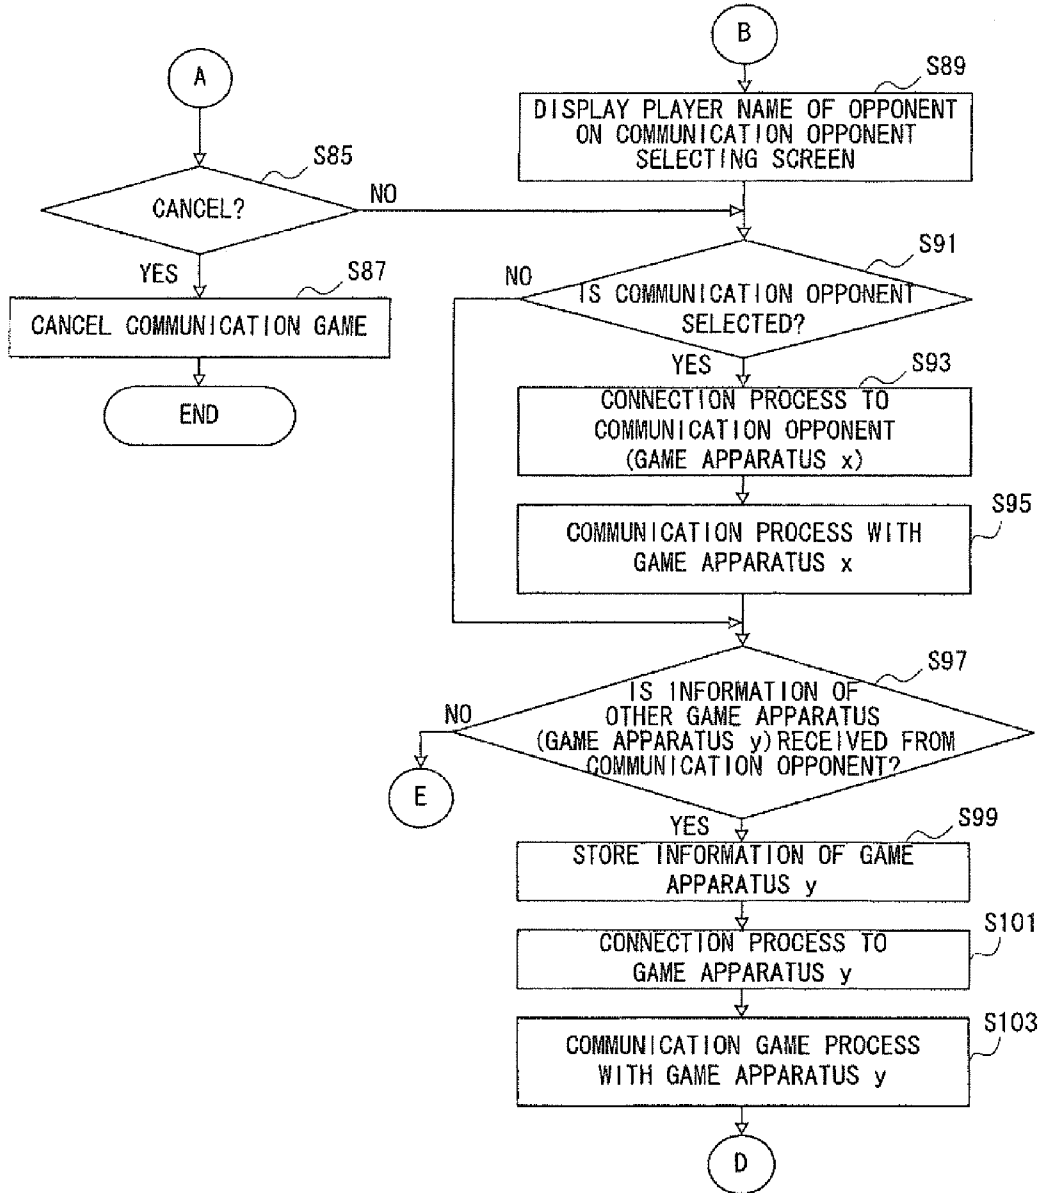 A
S85
CANCEL?
NO
YES
S87
CANCEL COMMUNICATION GAME
END
B
S89
DISPLAY PLAYER NAME OF OPPONENT
ON COMMUNICATION OPPONENT
SELECTING SCREEN
S91
NO
IS COMMUNICATION OPPONENT
SELECTED?
YES
S93
CONNECTION PROCESS TO
COMMUNICATION OPPONENT
(GAME APPARATUS x)
S95
COMMUNICATION PROCESS WITH
GAME APPARATUS x
S97
IS INFORMATION OF
OTHER GAME APPARATUS
(GAME APPARATUS y) RECEIVED FROM
COMMUNICATION OPPONENT?
NO
E
YES
S99
STORE INFORMATION OF GAME
APPARATUS y
S101
CONNECTION PROCESS TO
GAME APPARATUS y
S103
COMMUNICATION GAME PROCESS
WITH GAME APPARATUS y
D